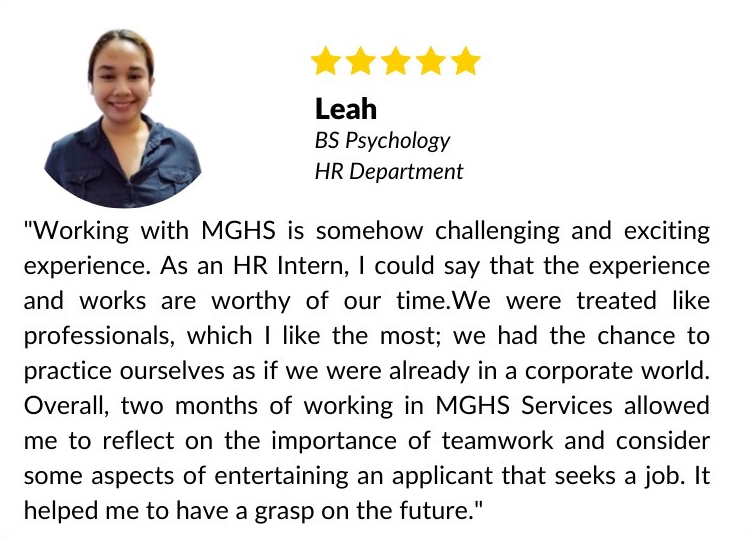 Leah
BS Psychology
HR Department
"Working with MGHS is somehow challenging and exciting
experience. As an HR Intern, I could say that the experience
and works are worthy of our time.We were treated like
professionals, which I like the most; we had the chance to
practice ourselves as if we were already in a corporate world.
Overall, two months of working in MGHS Services allowed
me to reflect on the importance of teamwork and consider
some aspects of entertaining an applicant that seeks a job. It
helped me to have a grasp on the future."